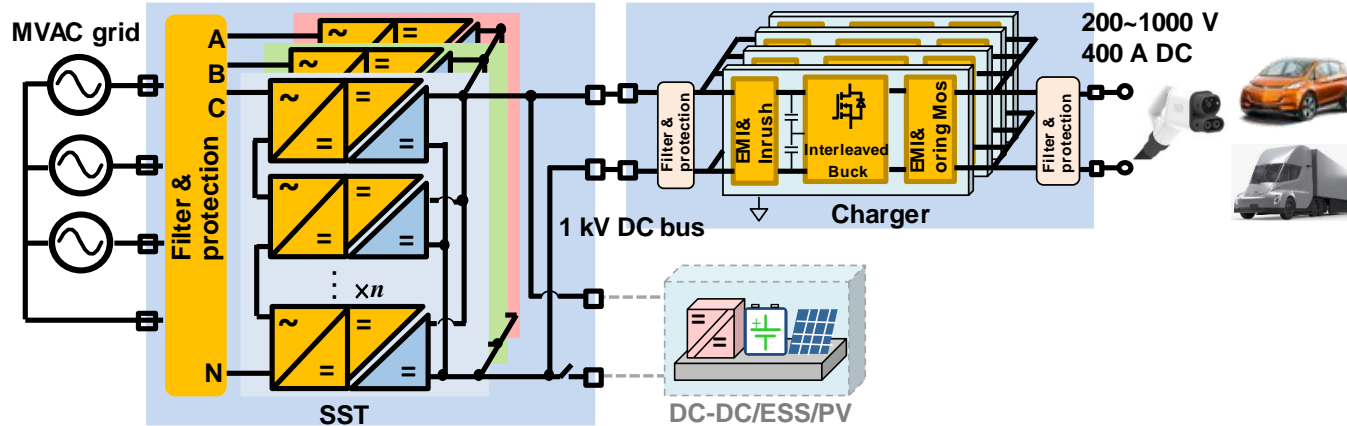 MVAC grid
Filter &
protection
A
B
C
N
~
=
~
=
~
=
=
=
~
=
=
=
⋮ ×n
~
=
=
=
SST
1 kV DC bus
Filter &
protection
EMI&
Inrush
Interleaved
Buck
EMI&
oring Mos
Charger
Filter &
protection
200~1000 V
400 A DC
=
=
+
DC-DC/ESS/PV